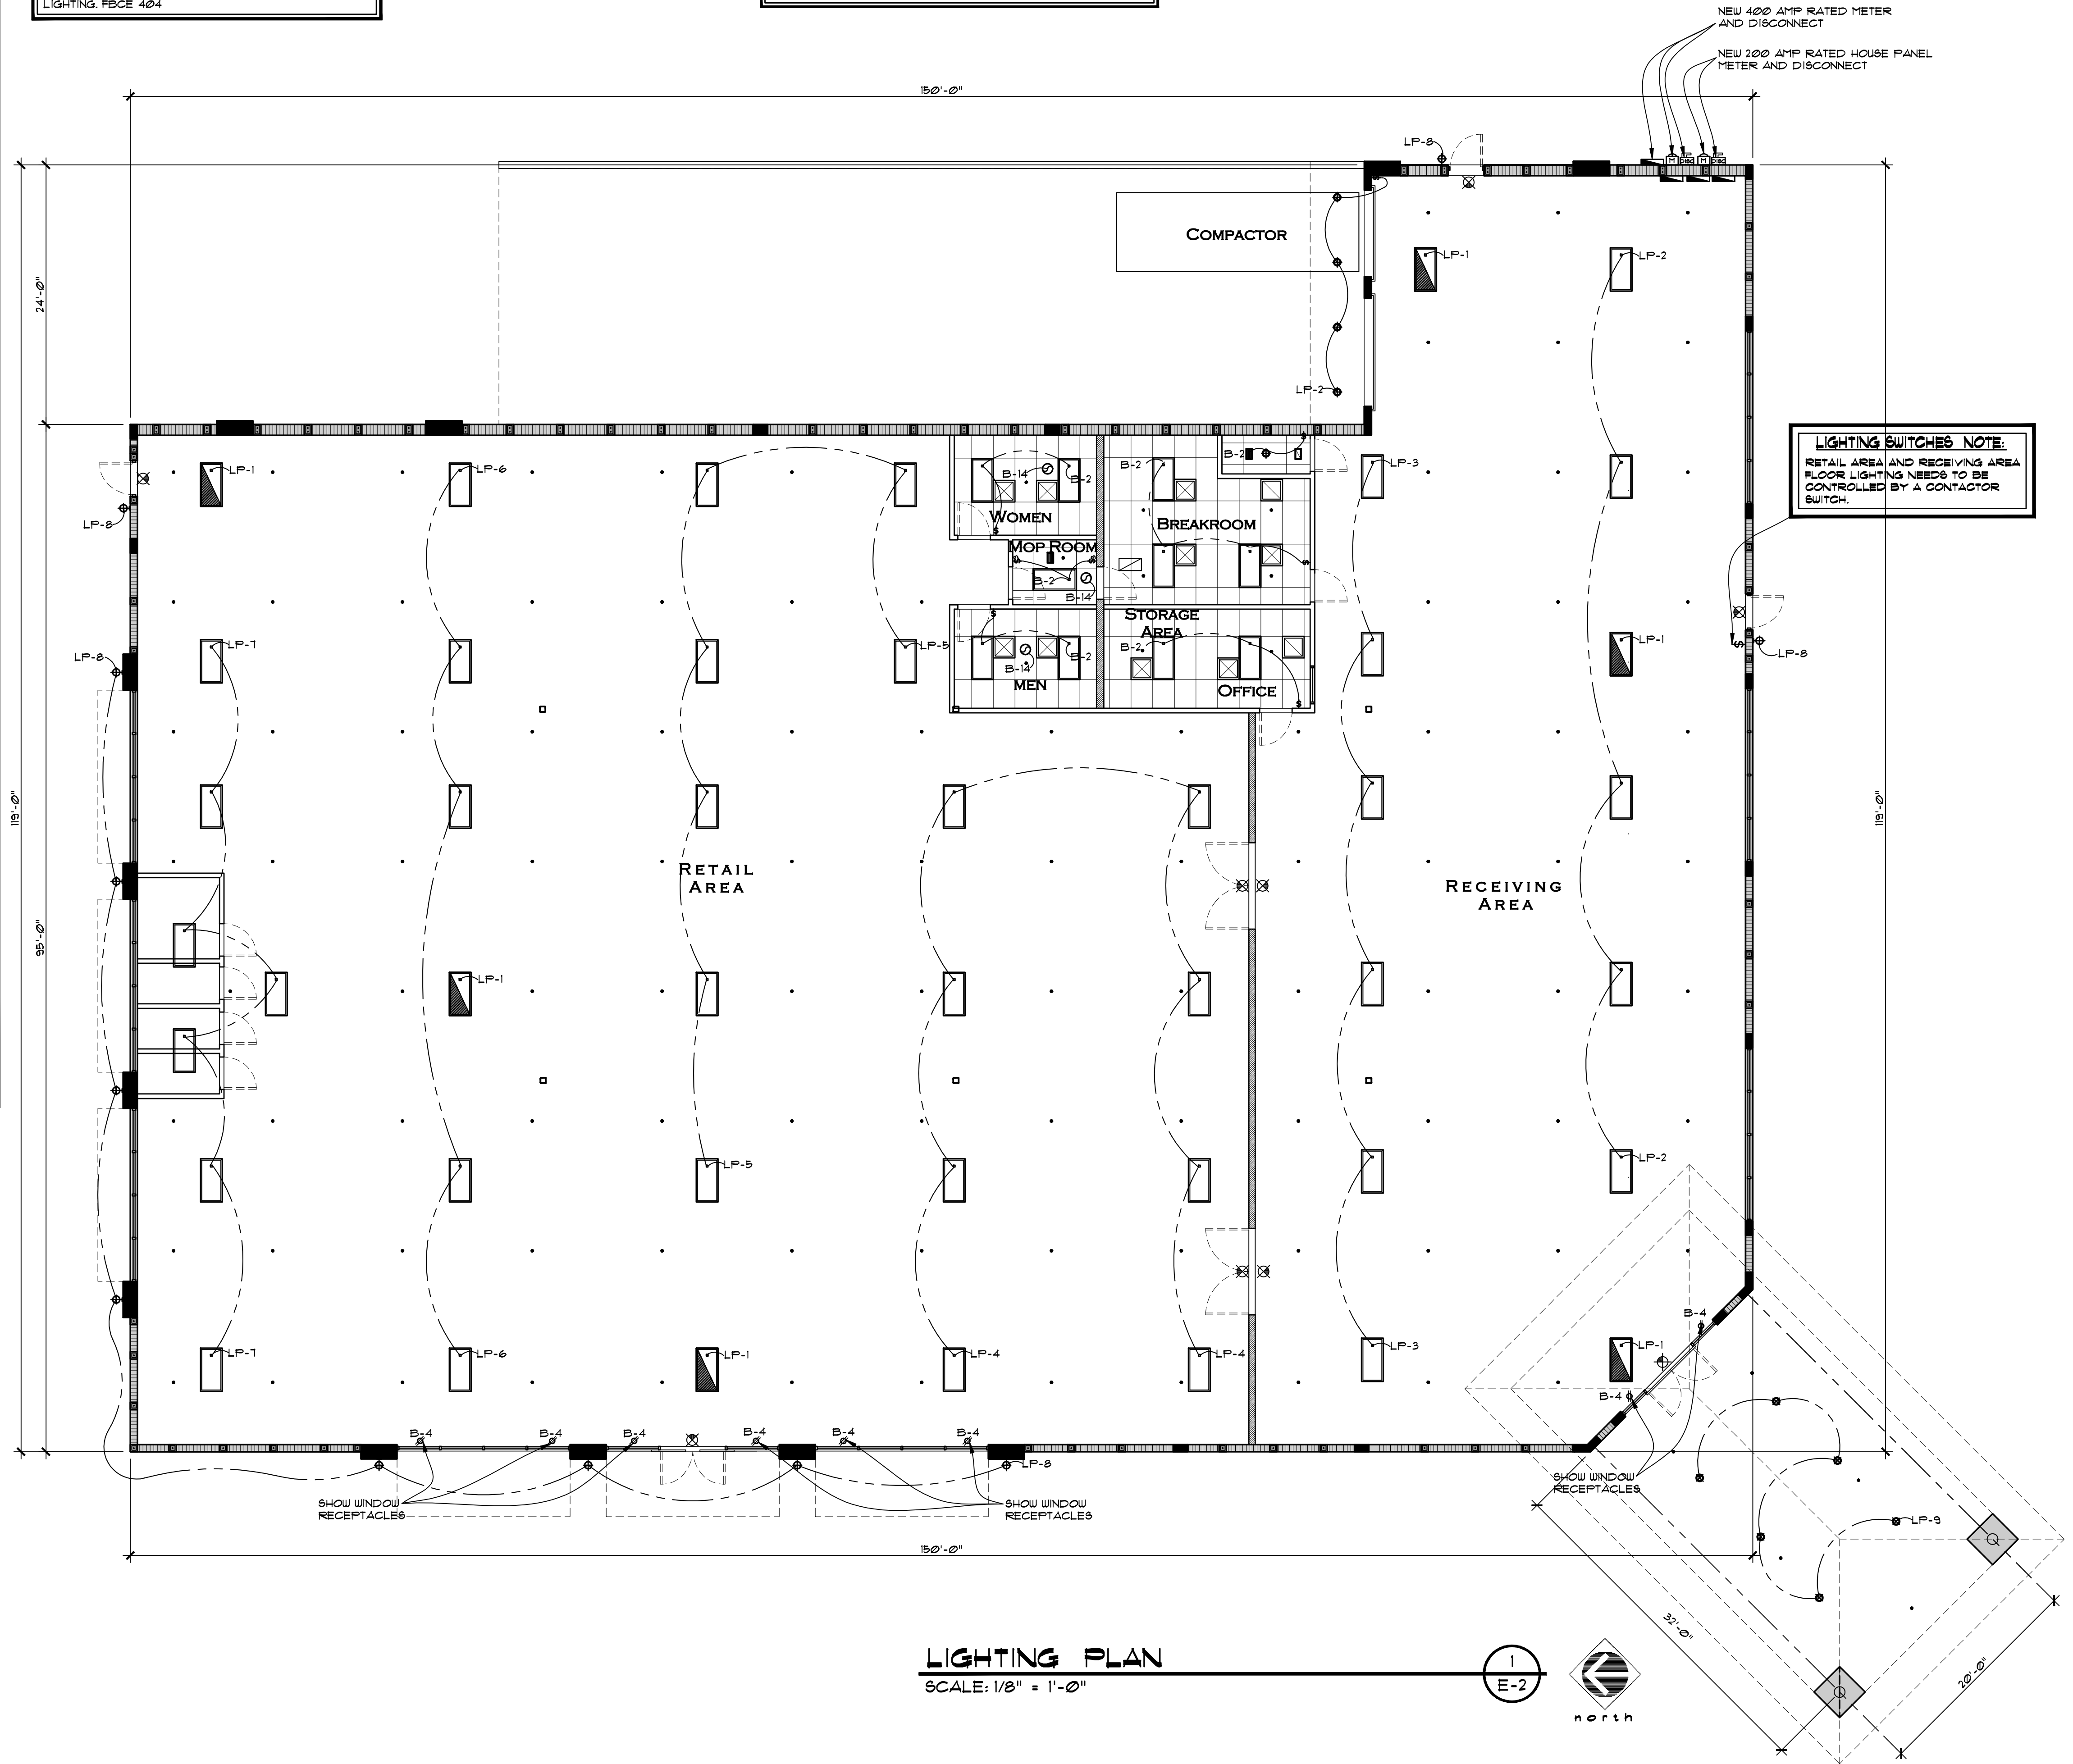 LIGHTING. FBCE 404
NEW 400 AMP RATED METER
AND DISCONNECT
NEW 200 AMP RATED HOUSE PANEL
METER AND DISCONNECT
150'-0"
LP-8
M
DISC
M
DISC
COMPACTOR
LP-1
LP-2
24'-0"
LP-2
LIGHTING SWITCHES NOTE:
RETAIL AREA AND RECEIVING AREA
FLOOR LIGHTING NEEDS TO BE
CONTROLLED BY A CONTACTOR
SWITCH.
LP-1
LP-6
B-14
B-2
B-2
B-2
LP-3
LP-8
WOMEN
BREAKROOM
MOP ROOM
B-2
B-14
STORAGE
AREA
LP-7
LP-5
B-14
B-2
B-2
LP-1
LP-8
LP-8
MEN
OFFICE
119'-0"
119'-0"
RETAIL
AREA
RECEIVING
AREA
95'-0"
LP-1
LP-5
LP-2
B-4
LP-7
LP-6
LP-1
LP-4
LP-4
LP-3
LP-1
B-4
B-4
B-4
B-4
B-4
B-4
B-4
LP-8
SHOW WINDOW
RECEPTACLES
SHOW WINDOW
RECEPTACLES
SHOW WINDOW
RECEPTACLES
LP-9
150'-0"
32'-0"
20'-0"
LIGHTING PLAN
SCALE: 1/8" = 1'-0"
1
E-2
north